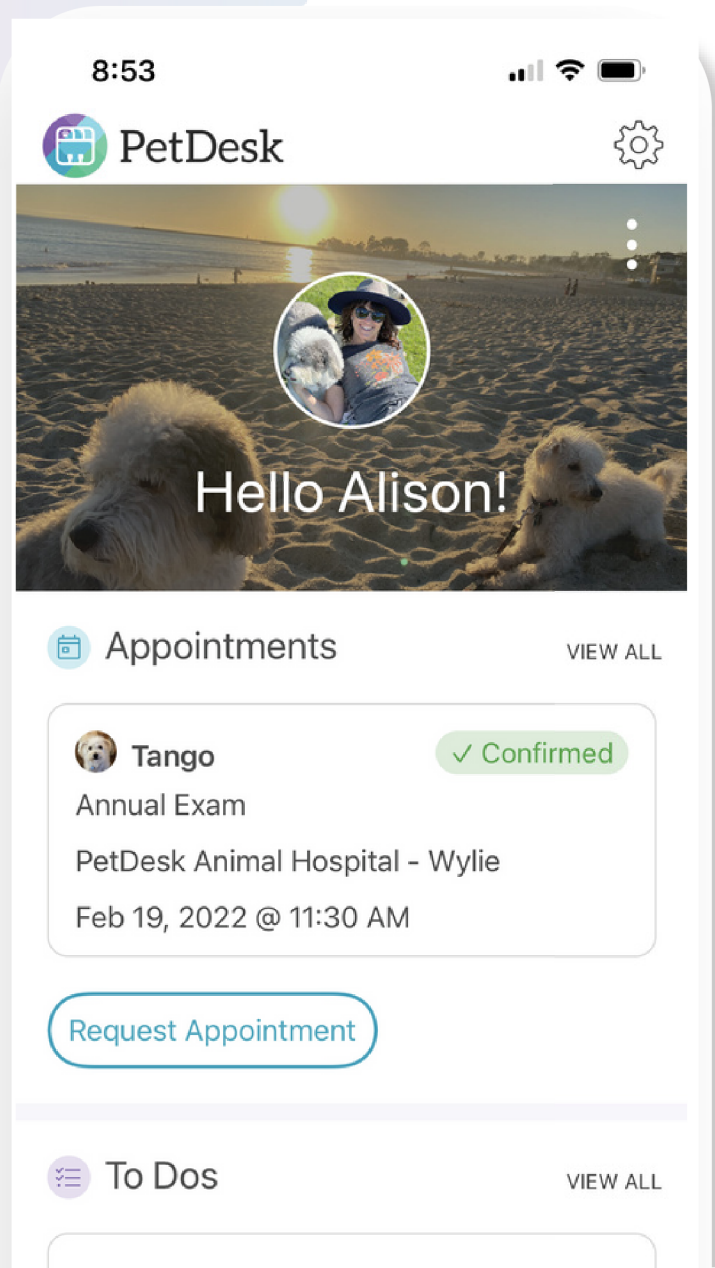 8:53
PetDesk
Hello Alison!
Appointments
VIEW ALL
Tango
✓ Confirmed
Annual Exam
PetDesk Animal Hospital - Wylie
Feb 19, 2022 @ 11:30 AM
Request Appointment
To Dos
VIEW ALL